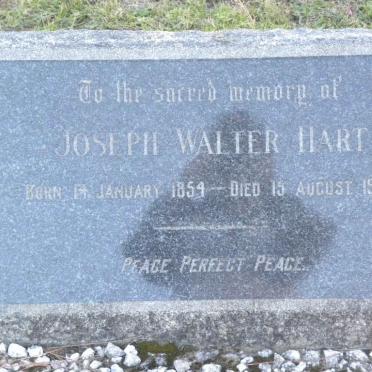 To the sacred memory of
JOSEPH WALTER HART
BORN 14 JANUARY 1854 — DIED 15 AUGUST
PEACE PERFECT PEACE.